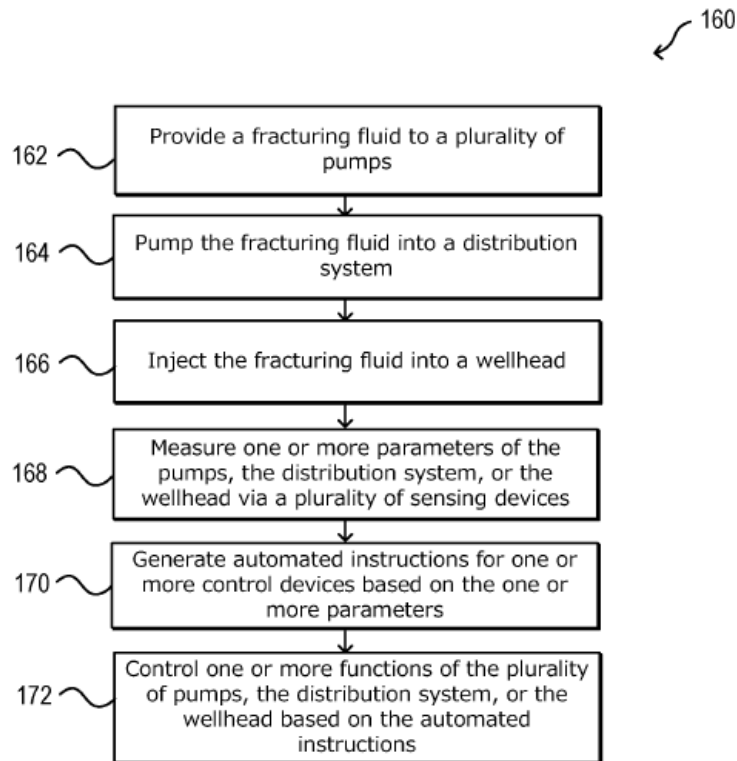 160
162
Provide a fracturing fluid to a plurality of
pumps
164
Pump the fracturing fluid into a distribution
system
166
Inject the fracturing fluid into a wellhead
168
Measure one or more parameters of the
pumps, the distribution system, or the
wellhead via a plurality of sensing devices
170
Generate automated instructions for one or
more control devices based on the one or
more parameters
172
Control one or more functions of the plurality
of pumps, the distribution system, or the
wellhead based on the automated
instructions